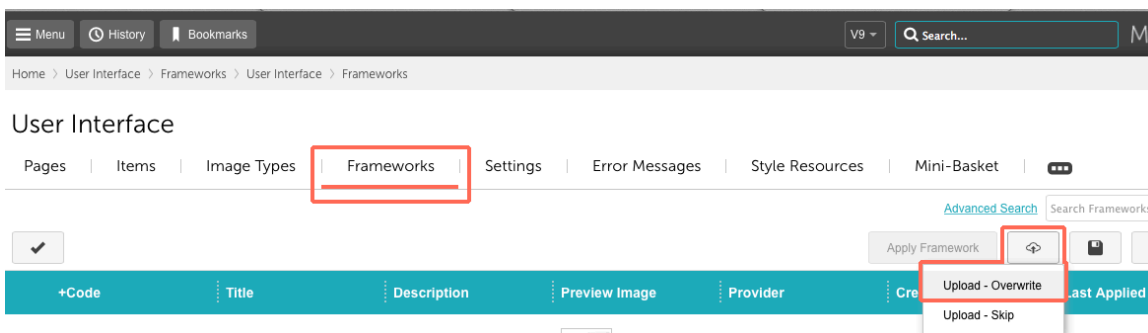 Menu History Bookmarks V9 Search... M
Home > User Interface > Frameworks > User Interface > Frameworks
User Interface
Pages Items Image Types Frameworks Settings Error Messages Style Resources Mini-Basket
Advanced Search Search Frameworks
Apply Framework
Upload - Overwrite
+Code Title Description Preview Image Provider Cre Last Applied
Upload - Skip